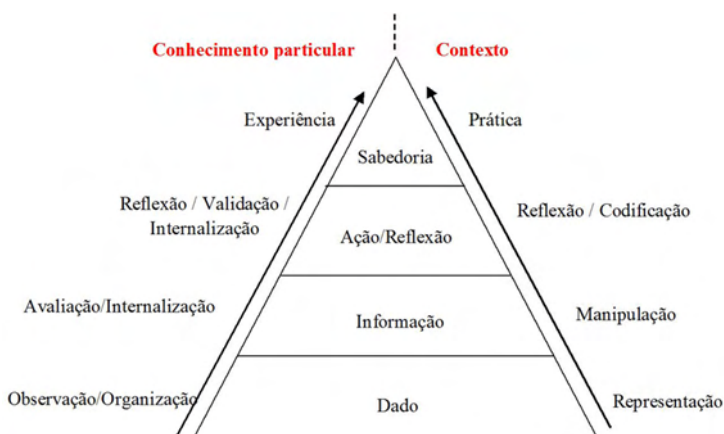 Conhecimento particular
Contexto
Experiência
Prática
Sabedoria
Reflexão / Validação /
Internalização
Reflexão / Codificação
Ação/Reflexão
Avaliação/Internalização
Manipulação
Informação
Observação/Organização
Dado
Representação